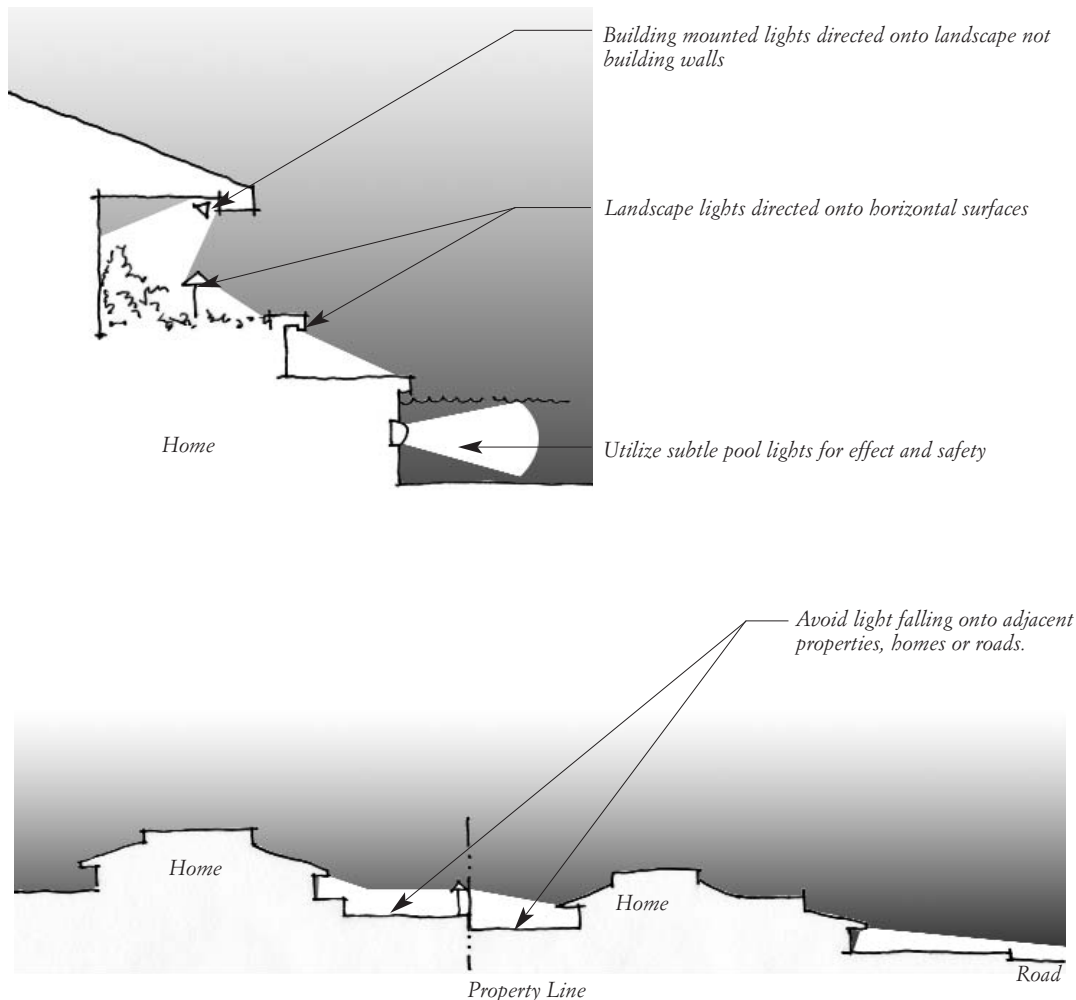 Building mounted lights directed onto landscape not
building walls
Landscape lights directed onto horizontal surfaces
Home
Utilize subtle pool lights for effect and safety
Avoid light falling onto adjacent
properties, homes or roads.
Home
Home
Road
Property Line